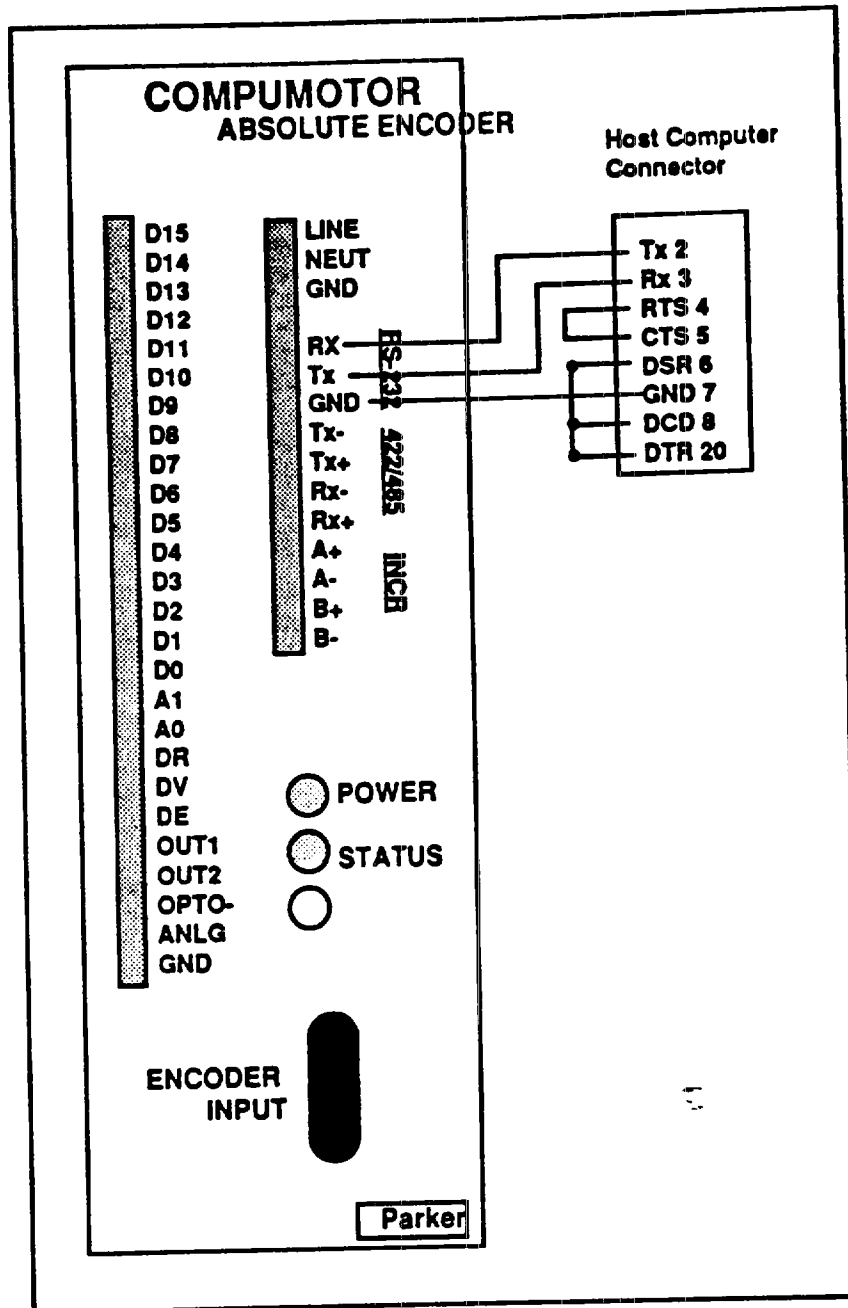 COMPUMOTOR
ABSOLUTE ENCODER
D15
D14
D13
D12
D11
D10
D9
D8
D7
D6
D5
D4
D3
D2
D1
D0
A1
A0
DR
DV
DE
OUT1
OUT2
OPTO-
ANLG
GND
LINE
NEUT
GND
RX
Tx
GND
Tx-
Tx+
Rx-
Rx+
A+
A-
B+
B-
RS-232 422/485 INCR
POWER
STATUS
ENCODER
INPUT
Parker
Host Computer
Connector
Tx 2
Rx 3
RTS 4
CTS 5
DSR 6
GND 7
DCD 8
DTR 20